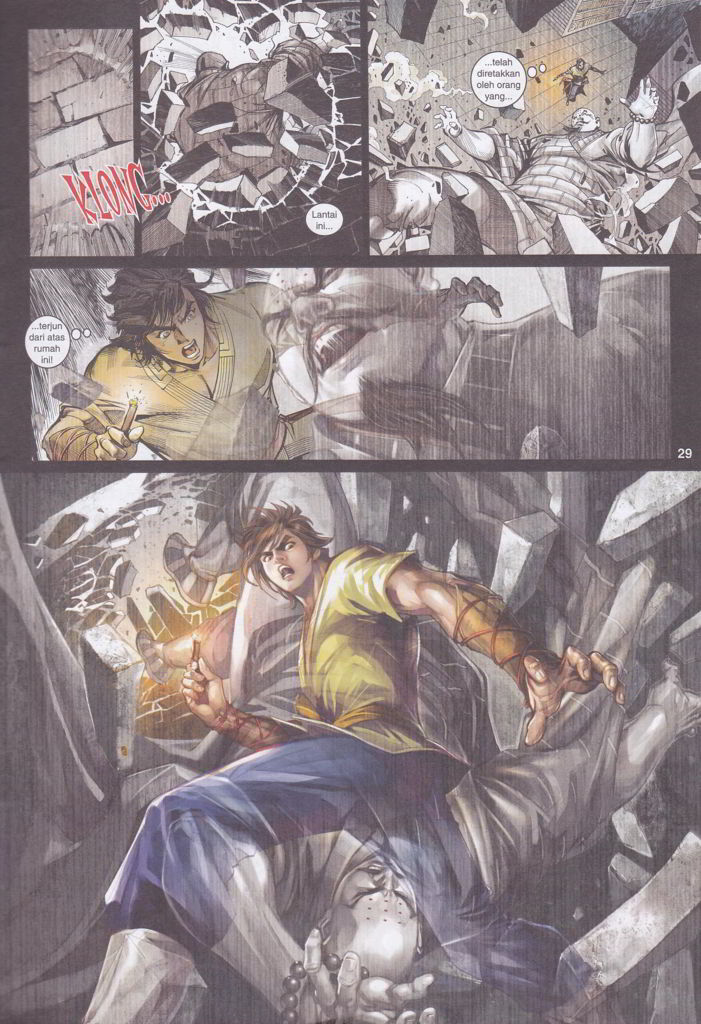 KLONG...
Lantai
ini...
...telah
diretakkan
oleh orang
yang...
...terjun
dari atas
rumah
ini!
29